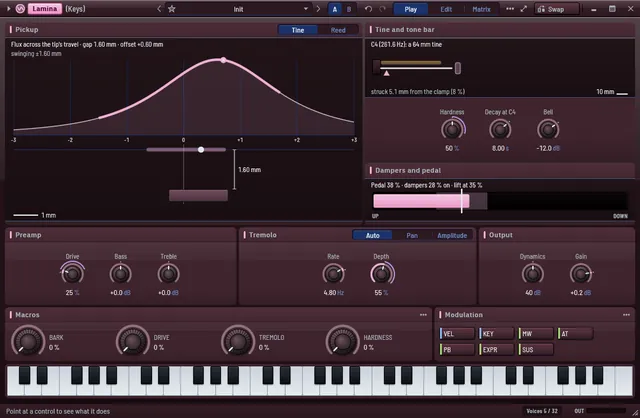 Lamina (Keys) Init A B Play Edit Matrix Swap
Pickup Tine Reed
Flux across the tip's travel · gap 1.60 mm · offset +0.60 mm
swinging ±1.60 mm
-3 -2 -1 0 +1 +2 +3
1.60 mm
1 mm
Tine and tone bar
C4 (261.6 Hz): a 64 mm tine
struck 5.1 mm from the clamp (8 %) 10 mm
Hardness Decay at C4 Bell
50 % 8.00 s -12.0 dB
Dampers and pedal
Pedal 38 % · dampers 28 % on · lift at 35 %
UP DOWN
Preamp
Drive Bass Treble
25 % +0.0 dB +0.0 dB
Tremolo Auto Pan Amplitude
Rate Depth
4.80 Hz 55 %
Output
Dynamics Gain
40 dB +0.2 dB
Macros
BARK
0 %
DRIVE
0 %
TREMOLO
0 %
HARDNESS
0 %
Modulation
VEL KEY MW AT
PB EXPR SUS
Point at a control to see what it does Voices 5 / 32 OUT